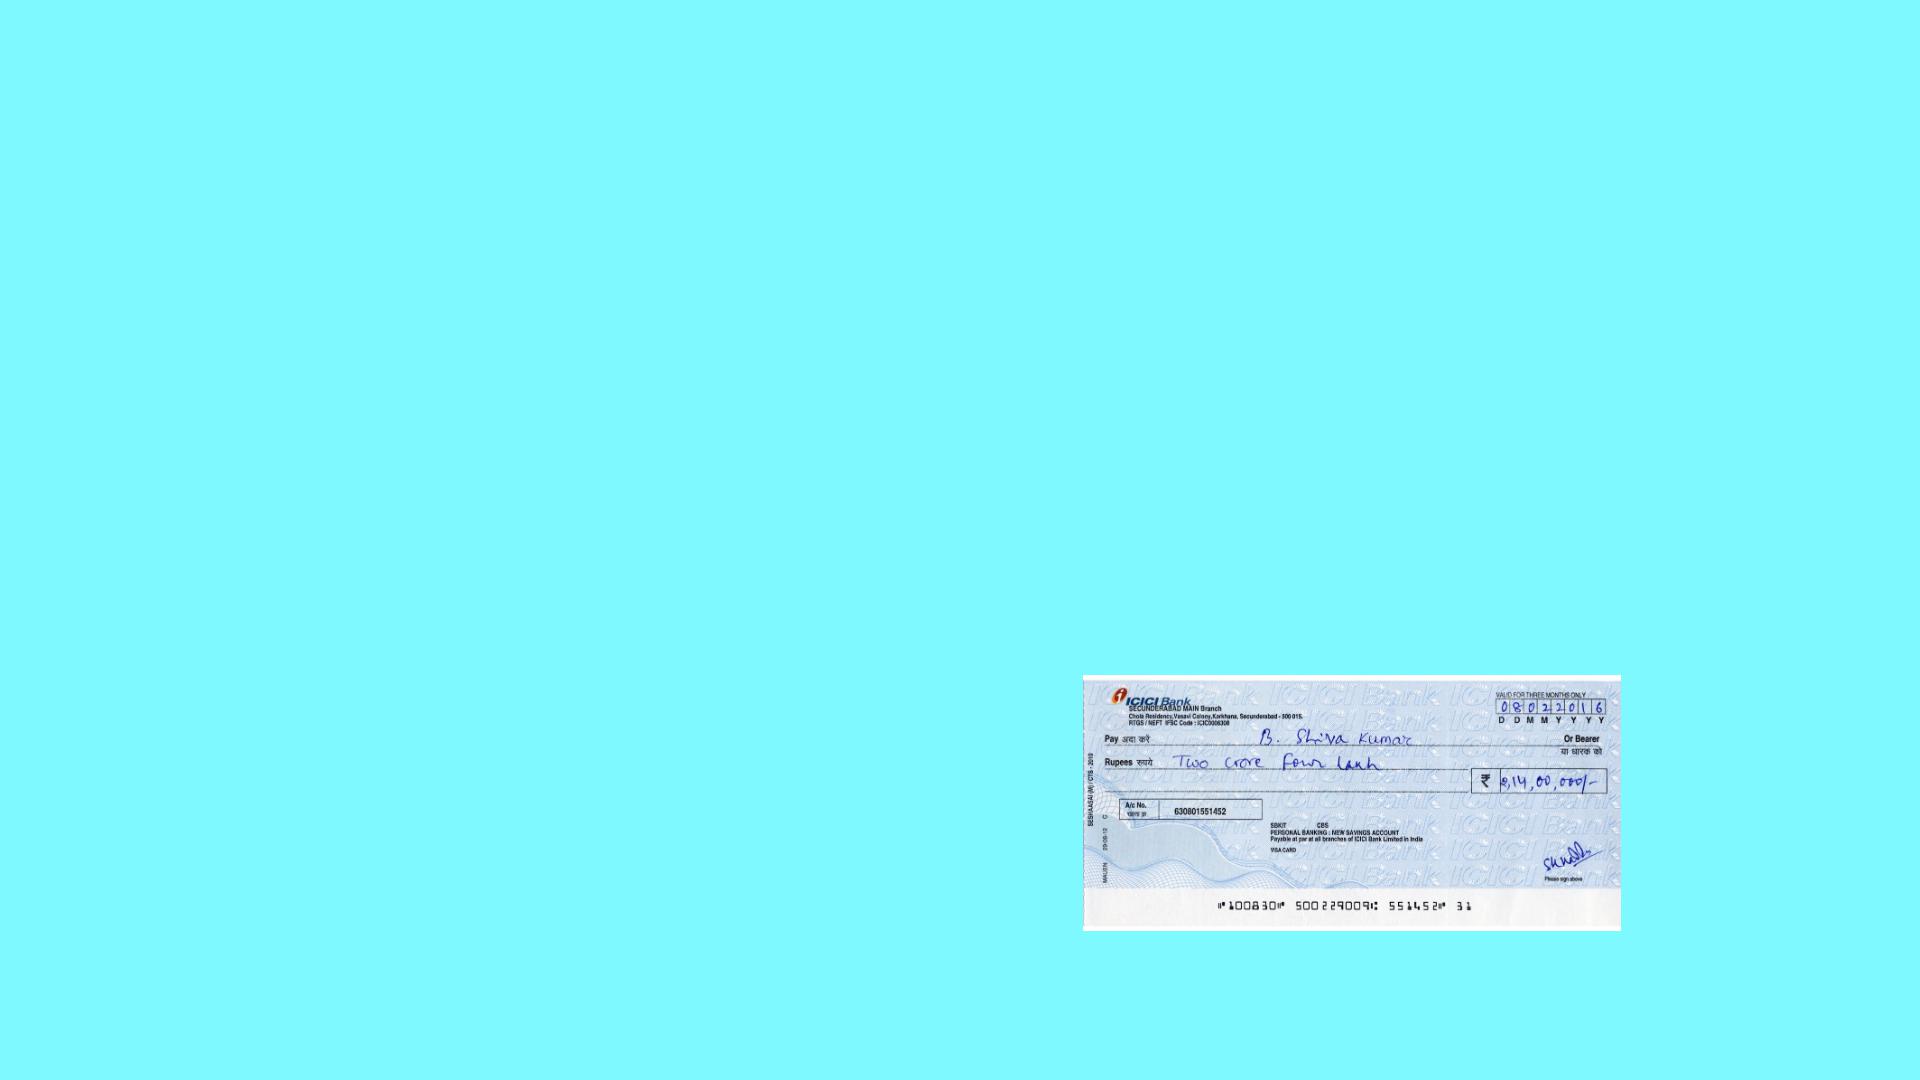 ICICI Bank
SECUNDERABAD MAIN Branch
Chola Residency,Vasavi Colony,Karkhana, Secunderabad - 500 015.
RTGS / NEFT IFSC Code : ICIC0006308
VALID FOR THREE MONTHS ONLY
0 8 0 2 2 0 1 6
D D M M Y Y Y Y
Pay अदा करें B. Shiva Kumar Or Bearer
या धारक को
Rupees रुपये Two crore Four Lakh
₹ 2,14,00,000/-
A/c No. 630801551452
SBKIT CBS
PERSONAL BANKING : NEW SAVINGS ACCOUNT
Payable at par at all branches of ICICI Bank Limited in India
VISA CARD
Please sign above
SESHAASAI (M) / CTS - 2010
⑈100830⑈ 500229009⑆ 551452⑈ 31